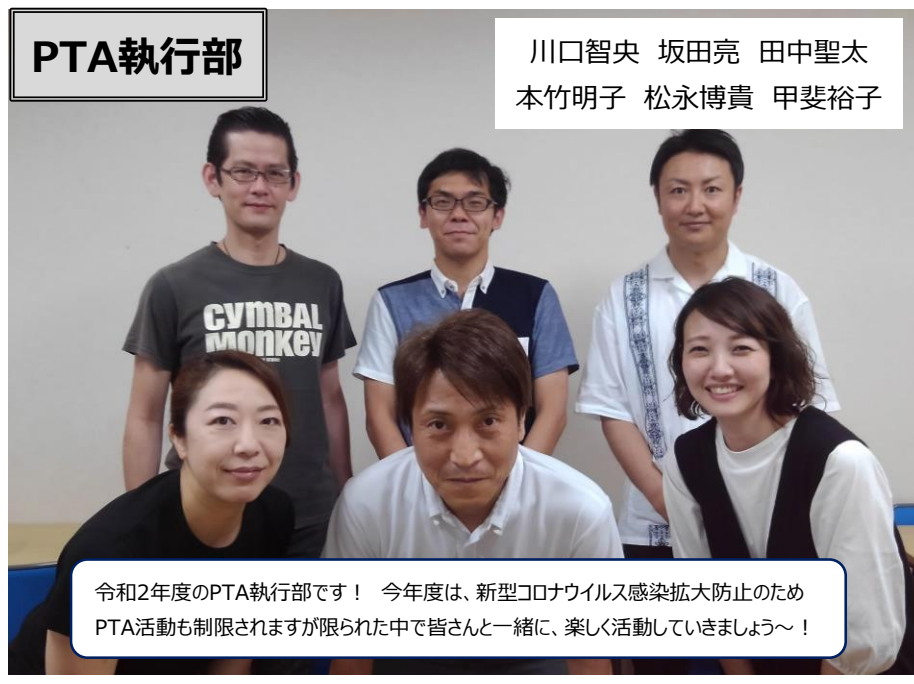 PTA執行部
川口智央 坂田亮 田中聖太
本竹明子 松永博貴 甲斐裕子
CYMBAL
MONKEY
令和2年度のPTA執行部です！ 今年度は、新型コロナウイルス感染拡大防止のため
PTA活動も制限されますが限られた中で皆さんと一緒に、楽しく活動していきましょう～！